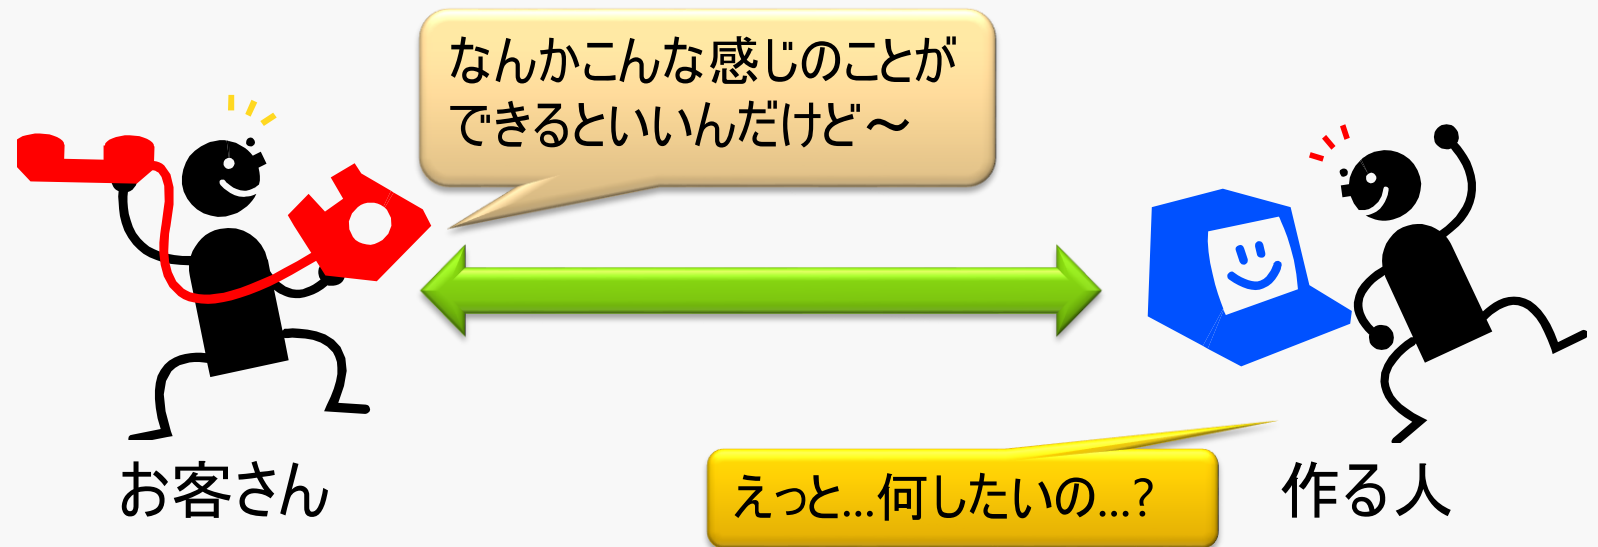 なんかこんな感じのことが
できるといいんだけど～
お客さん
えっと…何したいの…?
作る人